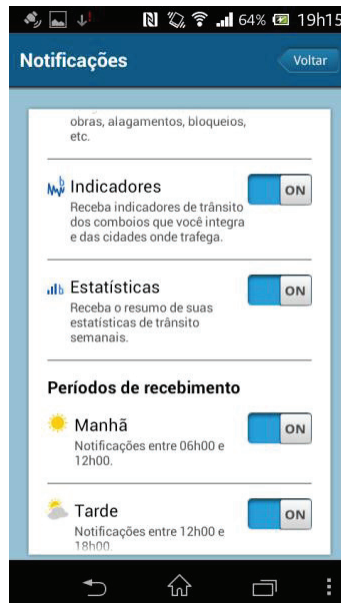 64% 19h15
Notificações
Voltar
obras, alagamentos, bloqueios,
etc.
Indicadores
ON
Receba indicadores de trânsito
dos comboios que você integra
e das cidades onde trafega.
Estatísticas
ON
Receba o resumo de suas
estatísticas de trânsito
semanais.
Períodos de recebimento
Manhã
ON
Notificações entre 06h00 e
12h00.
Tarde
ON
Notificações entre 12h00 e
18h00.